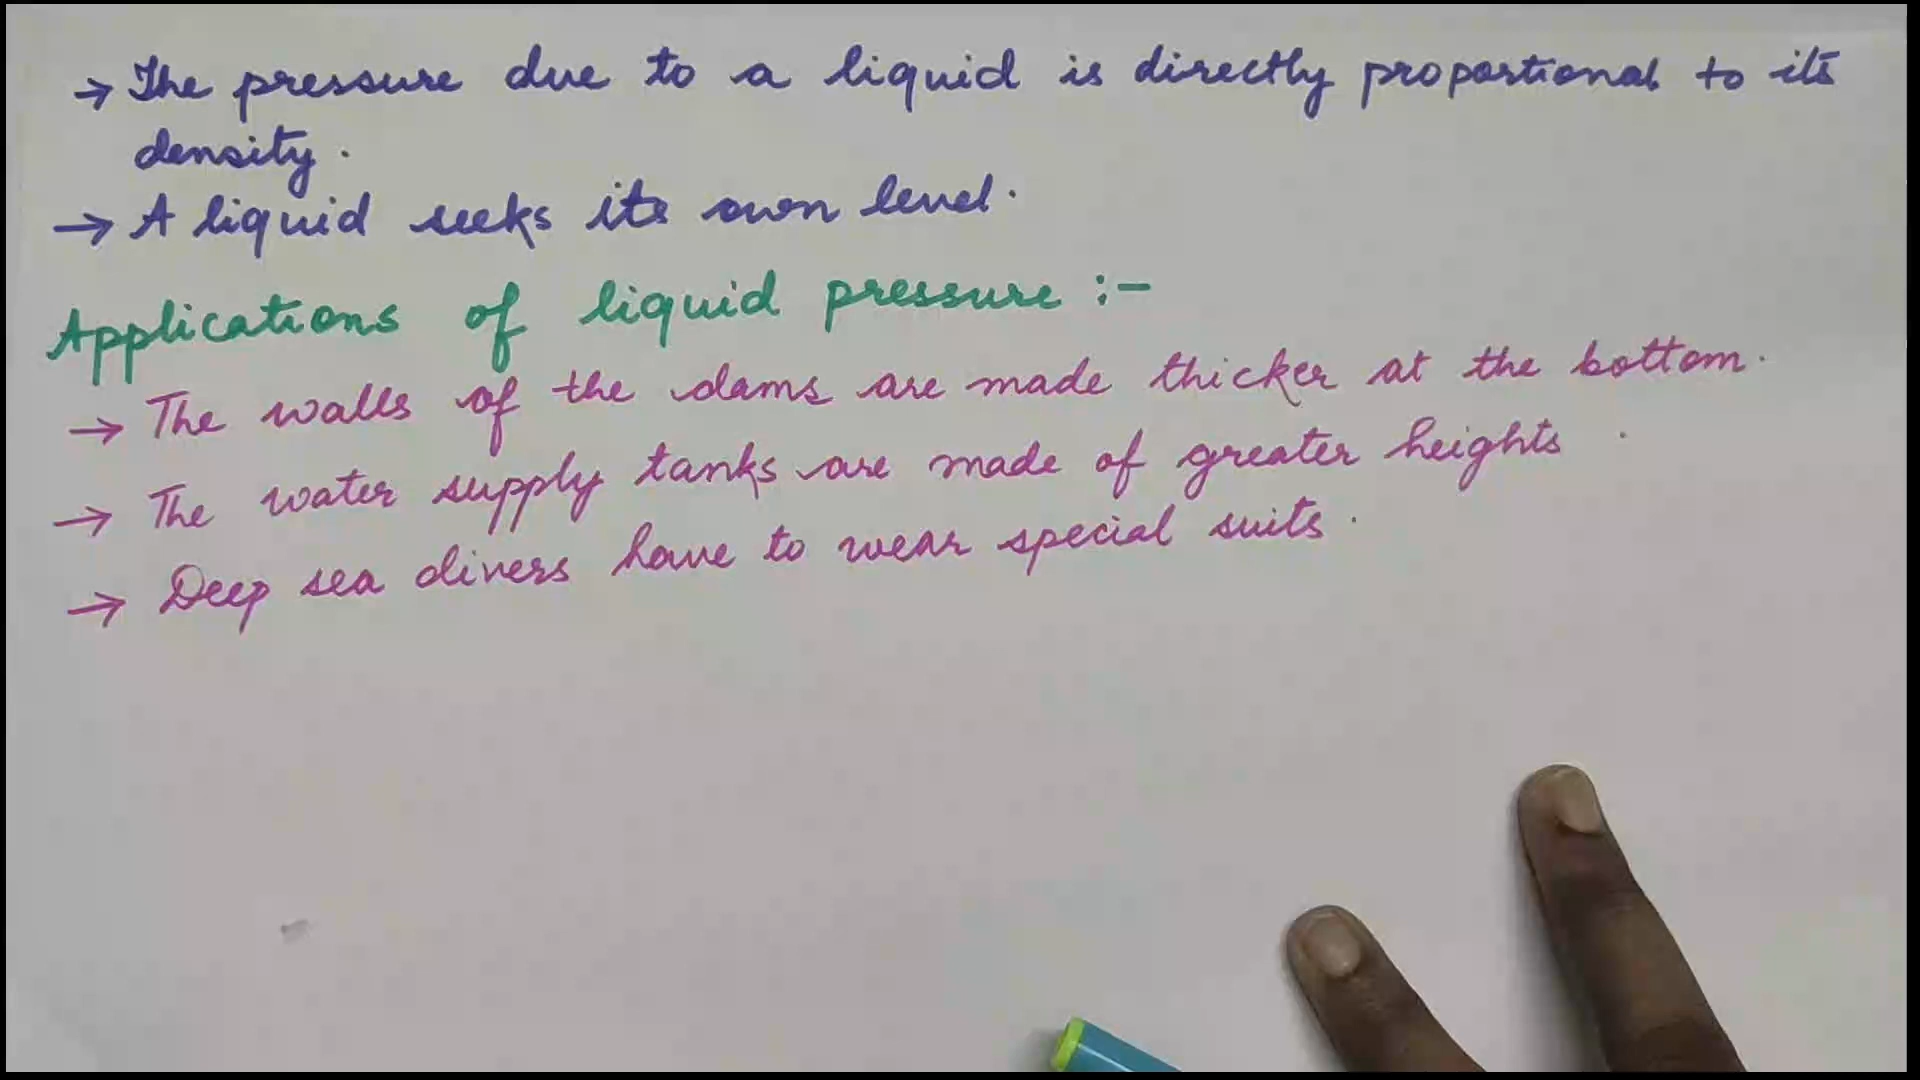 → The pressure due to a liquid is directly proportional to its
density.
→ A liquid seeks its own level.
Applications of liquid pressure :-
→ The walls of the dams are made thicker at the bottom.
→ The water supply tanks are made of greater heights.
→ Deep sea divers have to wear special suits.